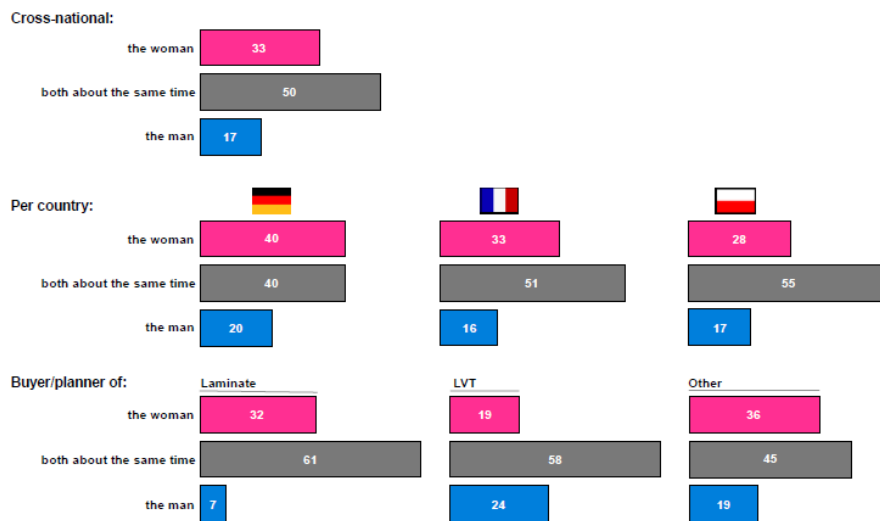 Cross-national:
the woman 33
both about the same time 50
the man 17
Per country:
the woman 40 33 28
both about the same time 40 51 55
the man 20 16 17
Buyer/planner of: Laminate LVT Other
the woman 32 19 36
both about the same time 61 58 45
the man 7 24 19